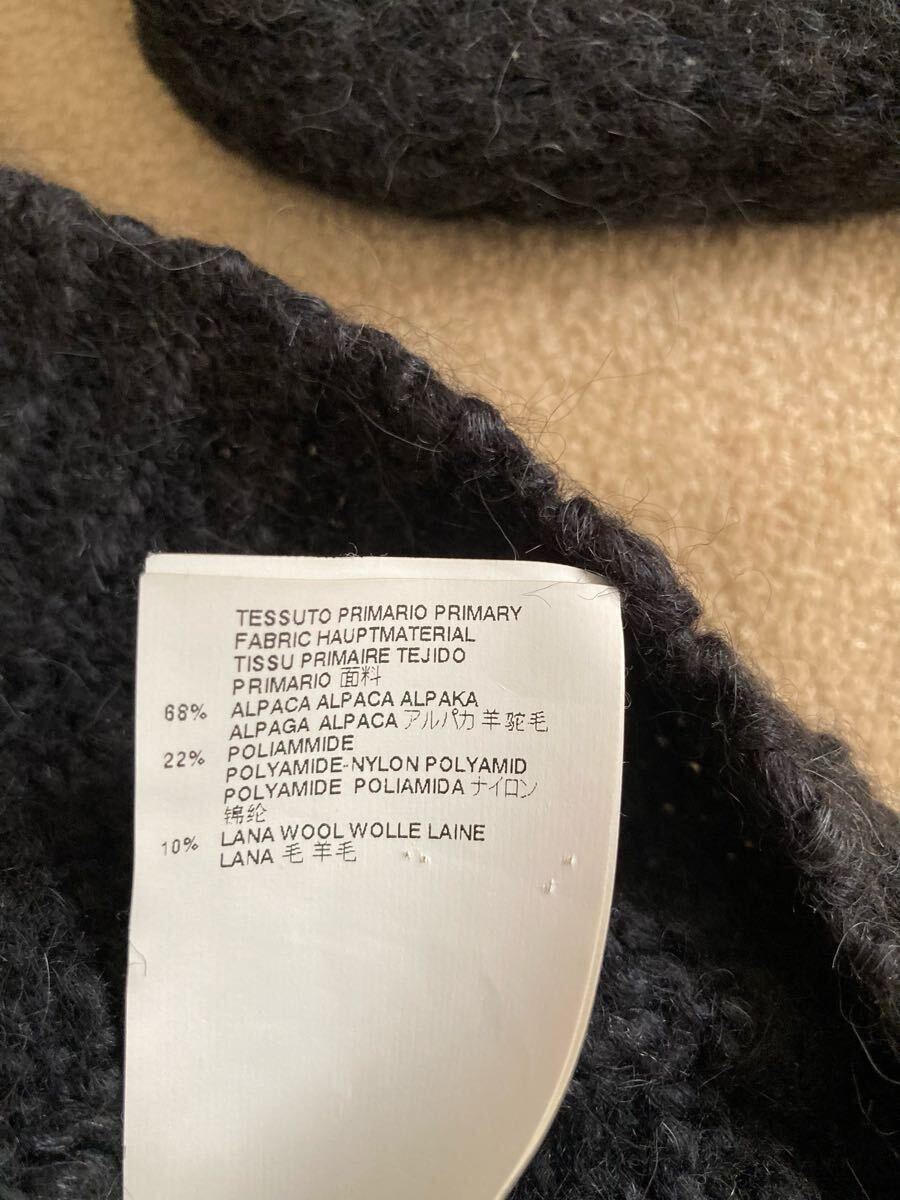 TESSUTO PRIMARIO PRIMARY
FABRIC HAUPTMATERIAL
TISSU PRIMAIRE TEJIDO
PRIMARIO 面料
68% ALPACA ALPACA ALPAKA
ALPAGA ALPACA アルパカ 羊驼毛
22% POLIAMMIDE
POLYAMIDE-NYLON POLYAMID
POLYAMIDE POLIAMIDA ナイロン
锦纶
10% LANA WOOL WOLLE LAINE
LANA 毛 羊毛